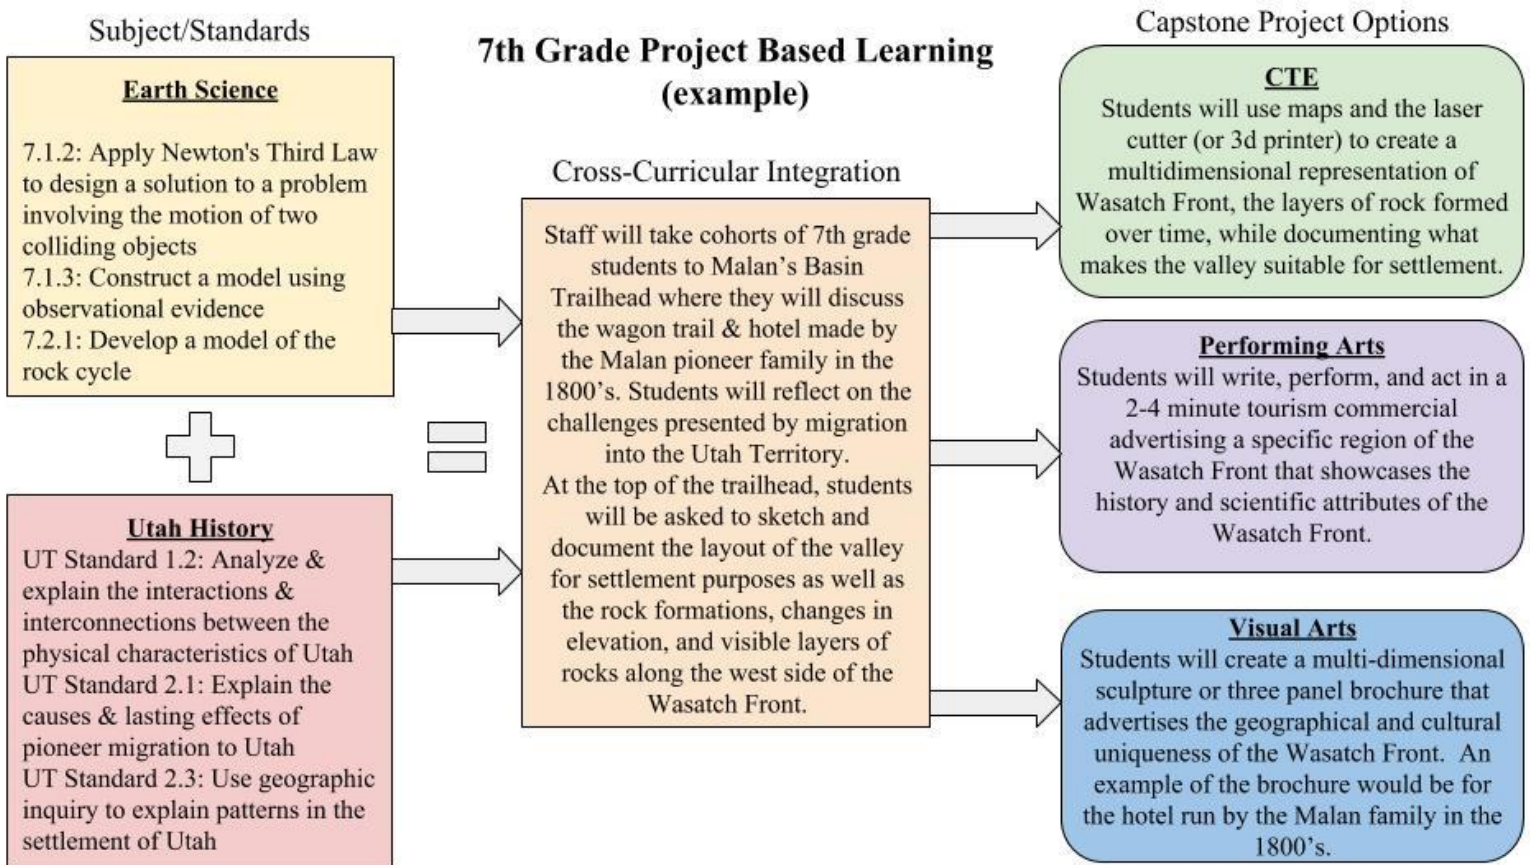 Subject/Standards
Earth Science
7.1.2: Apply Newton's Third Law
to design a solution to a problem
involving the motion of two
colliding objects
7.1.3: Construct a model using
observational evidence
7.2.1: Develop a model of the
rock cycle
Utah History
UT Standard 1.2: Analyze &
explain the interactions &
interconnections between the
physical characteristics of Utah
UT Standard 2.1: Explain the
causes & lasting effects of
pioneer migration to Utah
UT Standard 2.3: Use geographic
inquiry to explain patterns in the
settlement of Utah
7th Grade Project Based Learning
(example)
Cross-Curricular Integration
Staff will take cohorts of 7th grade
students to Malan's Basin
Trailhead where they will discuss
the wagon trail & hotel made by
the Malan pioneer family in the
1800's. Students will reflect on the
challenges presented by migration
into the Utah Territory.
At the top of the trailhead, students
will be asked to sketch and
document the layout of the valley
for settlement purposes as well as
the rock formations, changes in
elevation, and visible layers of
rocks along the west side of the
Wasatch Front.
Capstone Project Options
CTE
Students will use maps and the laser
cutter (or 3d printer) to create a
multidimensional representation of
Wasatch Front, the layers of rock formed
over time, while documenting what
makes the valley suitable for settlement.
Performing Arts
Students will write, perform, and act in a
2-4 minute tourism commercial
advertising a specific region of the
Wasatch Front that showcases the
history and scientific attributes of the
Wasatch Front.
Visual Arts
Students will create a multi-dimensional
sculpture or three panel brochure that
advertises the geographical and cultural
uniqueness of the Wasatch Front.  An
example of the brochure would be for
the hotel run by the Malan family in the
1800's.